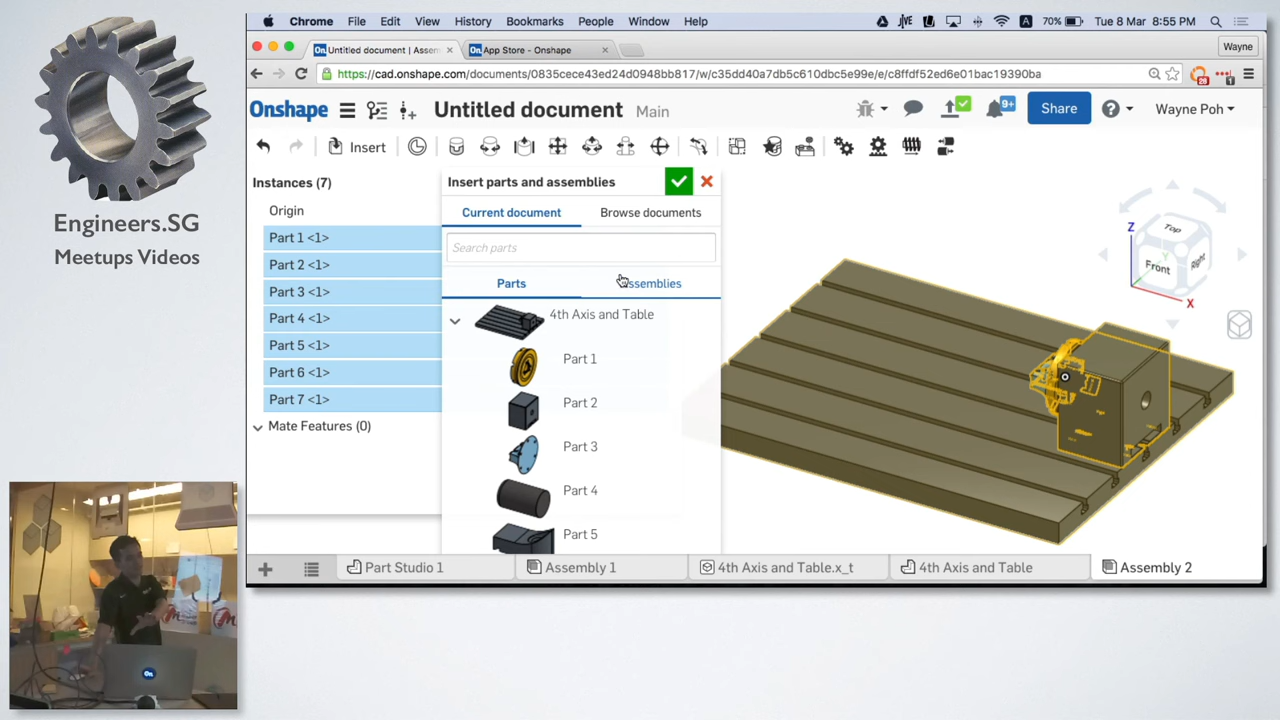 Engineers.SG
Meetups Videos
Chrome File Edit View History Bookmarks People Window Help
70% Tue 8 Mar 8:55 PM
Untitled document | Assem
App Store - Onshape
Wayne
https://cad.onshape.com/documents/0835cece43ed24d0948bb817/w/c35dd40a7db5c610dbc5e99e/e/c8ffdf52ed6e01bac19390ba
Onshape
Untitled document Main
9+
Share
Wayne Poh
Insert
Instances (7)
Origin
Part 1 <1>
Part 2 <1>
Part 3 <1>
Part 4 <1>
Part 5 <1>
Part 6 <1>
Part 7 <1>
Mate Features (0)
Insert parts and assemblies
Current document Browse documents
Search parts
Parts Assemblies
4th Axis and Table
Part 1
Part 2
Part 3
Part 4
Part 5
Top
Front
Right
Z
Y
X
Part Studio 1
Assembly 1
4th Axis and Table.x_t
4th Axis and Table
Assembly 2
On